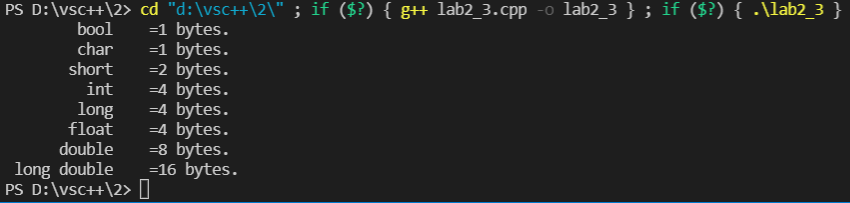 PS D:\vsc++\2> cd "d:\vsc++\2\" ; if ($?) { g++ lab2_3.cpp -o lab2_3 } ; if ($?) { .\lab2_3 }
bool =1 bytes.
char =1 bytes.
short =2 bytes.
int =4 bytes.
long =4 bytes.
float =4 bytes.
double =8 bytes.
long double =16 bytes.
PS D:\vsc++\2>